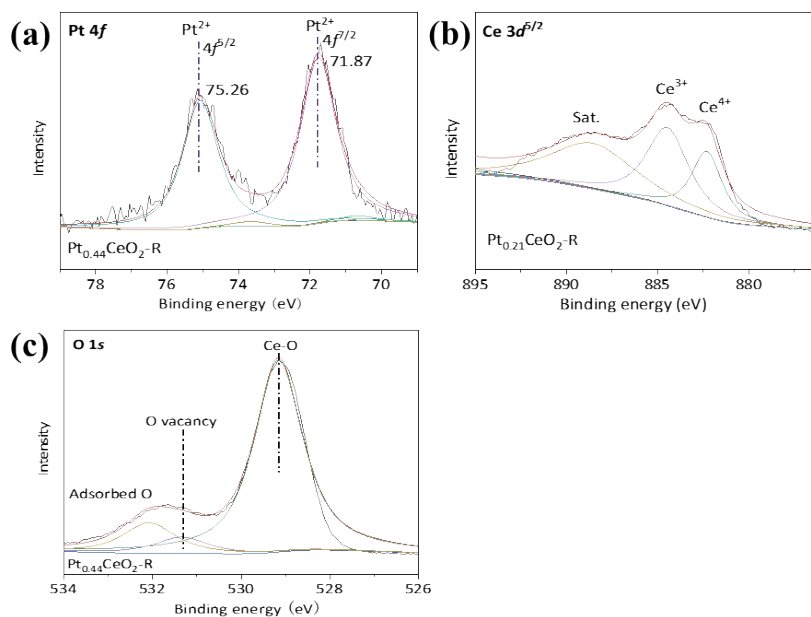 (a)
Pt 4f
Pt2+
4f5/2
75.26
Pt2+
4f7/2
71.87
Intensity
Pt0.44CeO2-R
78 76 74 72 70
Binding energy (eV)
(b)
Ce 3d5/2
Sat.
Ce3+
Ce4+
Intensity
Pt0.21CeO2-R
895 890 885 880
Binding energy (eV)
(c)
O 1s
Ce-O
O vacancy
Adsorbed O
Intensity
Pt0.44CeO2-R
534 532 530 528 526
Binding energy (eV)